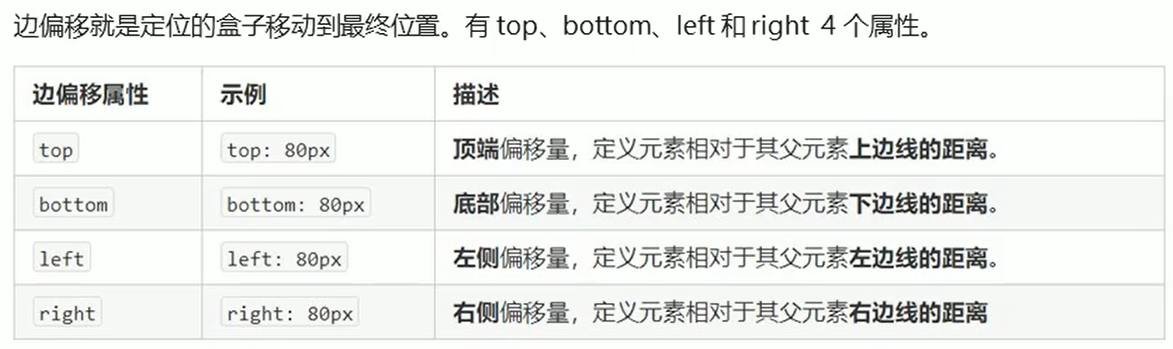 边偏移就是定位的盒子移动到最终位置。有 top、bottom、left 和 right 4 个属性。
边偏移属性 示例 描述
top top: 80px 顶端偏移量，定义元素相对于其父元素上边线的距离。
bottom bottom: 80px 底部偏移量，定义元素相对于其父元素下边线的距离。
left left: 80px 左侧偏移量，定义元素相对于其父元素左边线的距离。
right right: 80px 右侧偏移量，定义元素相对于其父元素右边线的距离